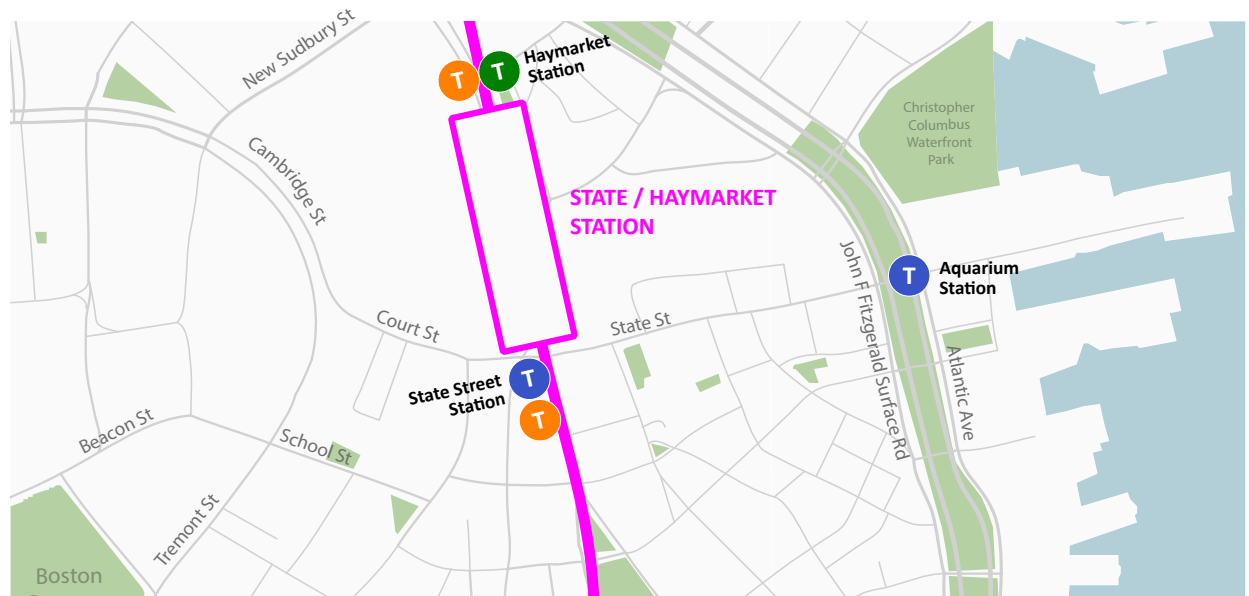 New Sudbury St
T
T
Haymarket
Station
Christopher
Columbus
Waterfront
Park
Cambridge St
STATE / HAYMARKET
STATION
T
Aquarium
Station
John F Fitzgerald Surface Rd
Court St
State St
Atlantic Ave
State Street
Station
T
T
Beacon St
School St
Tremont St
Boston